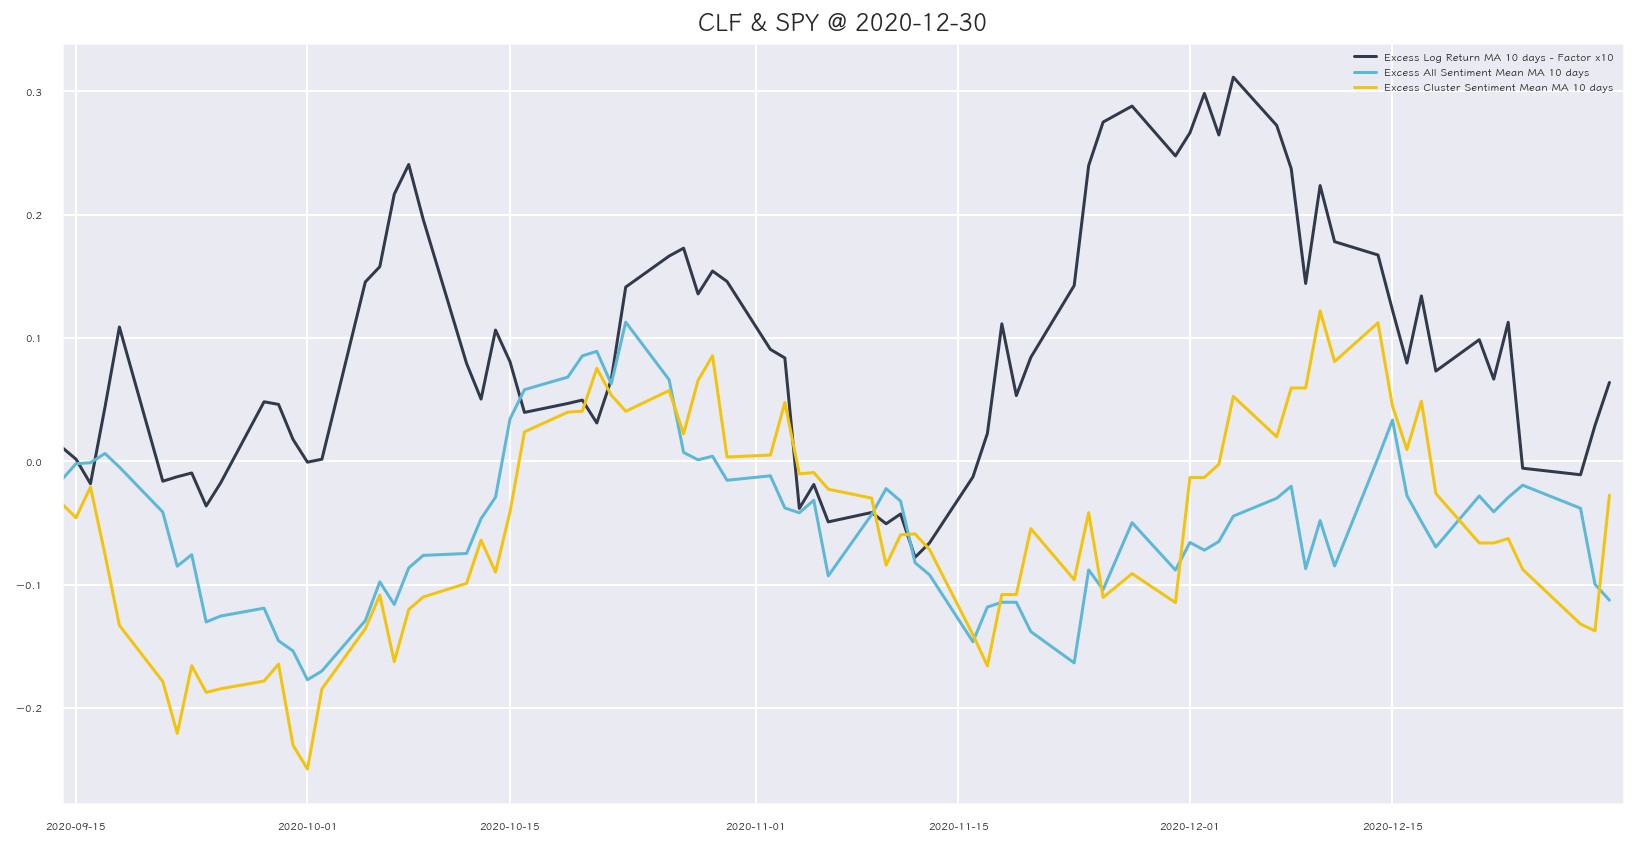 CLF & SPY @ 2020-12-30
Excess Log Return MA 10 days - Factor x10
Excess All Sentiment Mean MA 10 days
Excess Cluster Sentiment Mean MA 10 days
0.3
0.2
0.1
0.0
−0.1
−0.2
2020-09-15 2020-10-01 2020-10-15 2020-11-01 2020-11-15 2020-12-01 2020-12-15